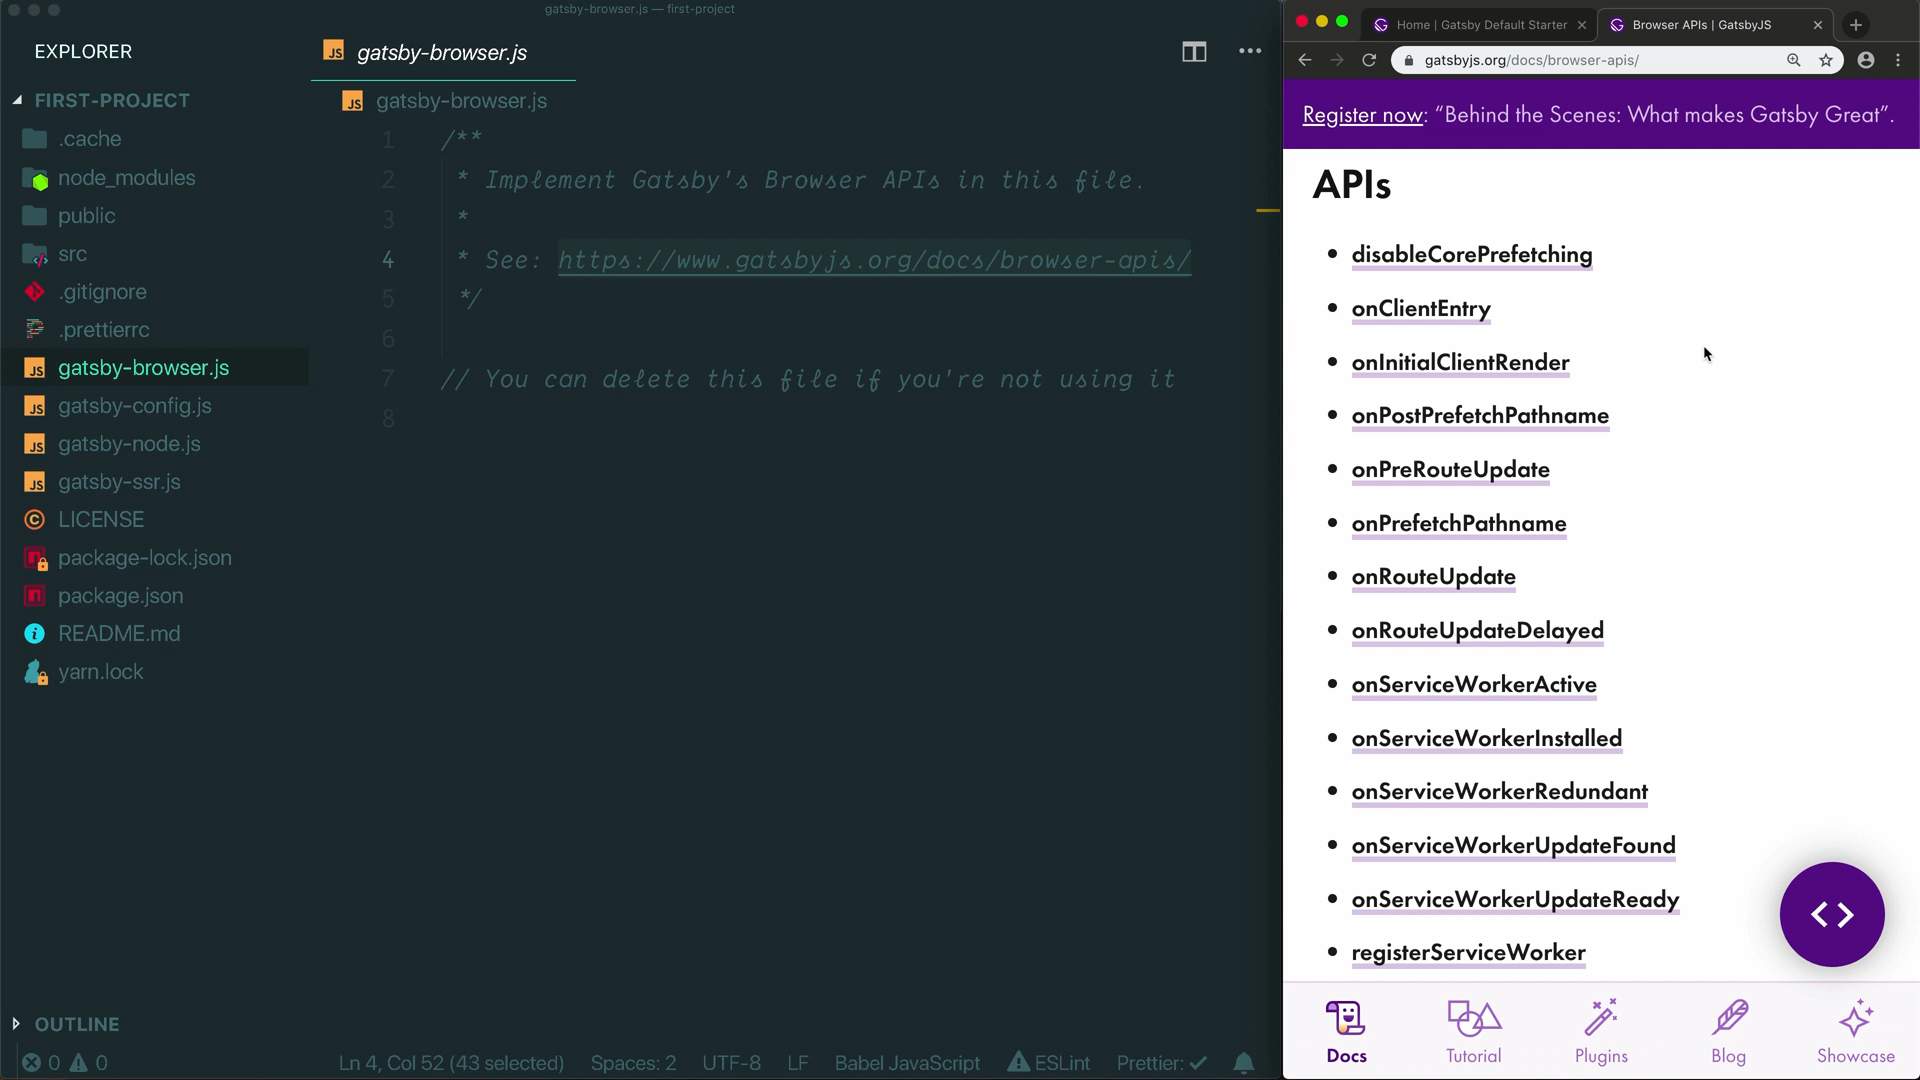 gatsby-browser.js — first-project
EXPLORER
FIRST-PROJECT
.cache
node_modules
public
src
.gitignore
.prettierrc
gatsby-browser.js
gatsby-config.js
gatsby-node.js
gatsby-ssr.js
LICENSE
package-lock.json
package.json
README.md
yarn.lock
OUTLINE
gatsby-browser.js
gatsby-browser.js
1 /**
2 * Implement Gatsby's Browser APIs in this file.
3 *
4 * See: https://www.gatsbyjs.org/docs/browser-apis/
5 */
6
7 // You can delete this file if you're not using it
8
0 0 Ln 4, Col 52 (43 selected) Spaces: 2 UTF-8 LF Babel JavaScript ESLint Prettier: ✓
Home | Gatsby Default Starter Browser APIs | GatsbyJS
gatsbyjs.org/docs/browser-apis/
Register now: “Behind the Scenes: What makes Gatsby Great”.
APIs
• disableCorePrefetching
• onClientEntry
• onInitialClientRender
• onPostPrefetchPathname
• onPreRouteUpdate
• onPrefetchPathname
• onRouteUpdate
• onRouteUpdateDelayed
• onServiceWorkerActive
• onServiceWorkerInstalled
• onServiceWorkerRedundant
• onServiceWorkerUpdateFound
• onServiceWorkerUpdateReady
• registerServiceWorker
Docs Tutorial Plugins Blog Showcase